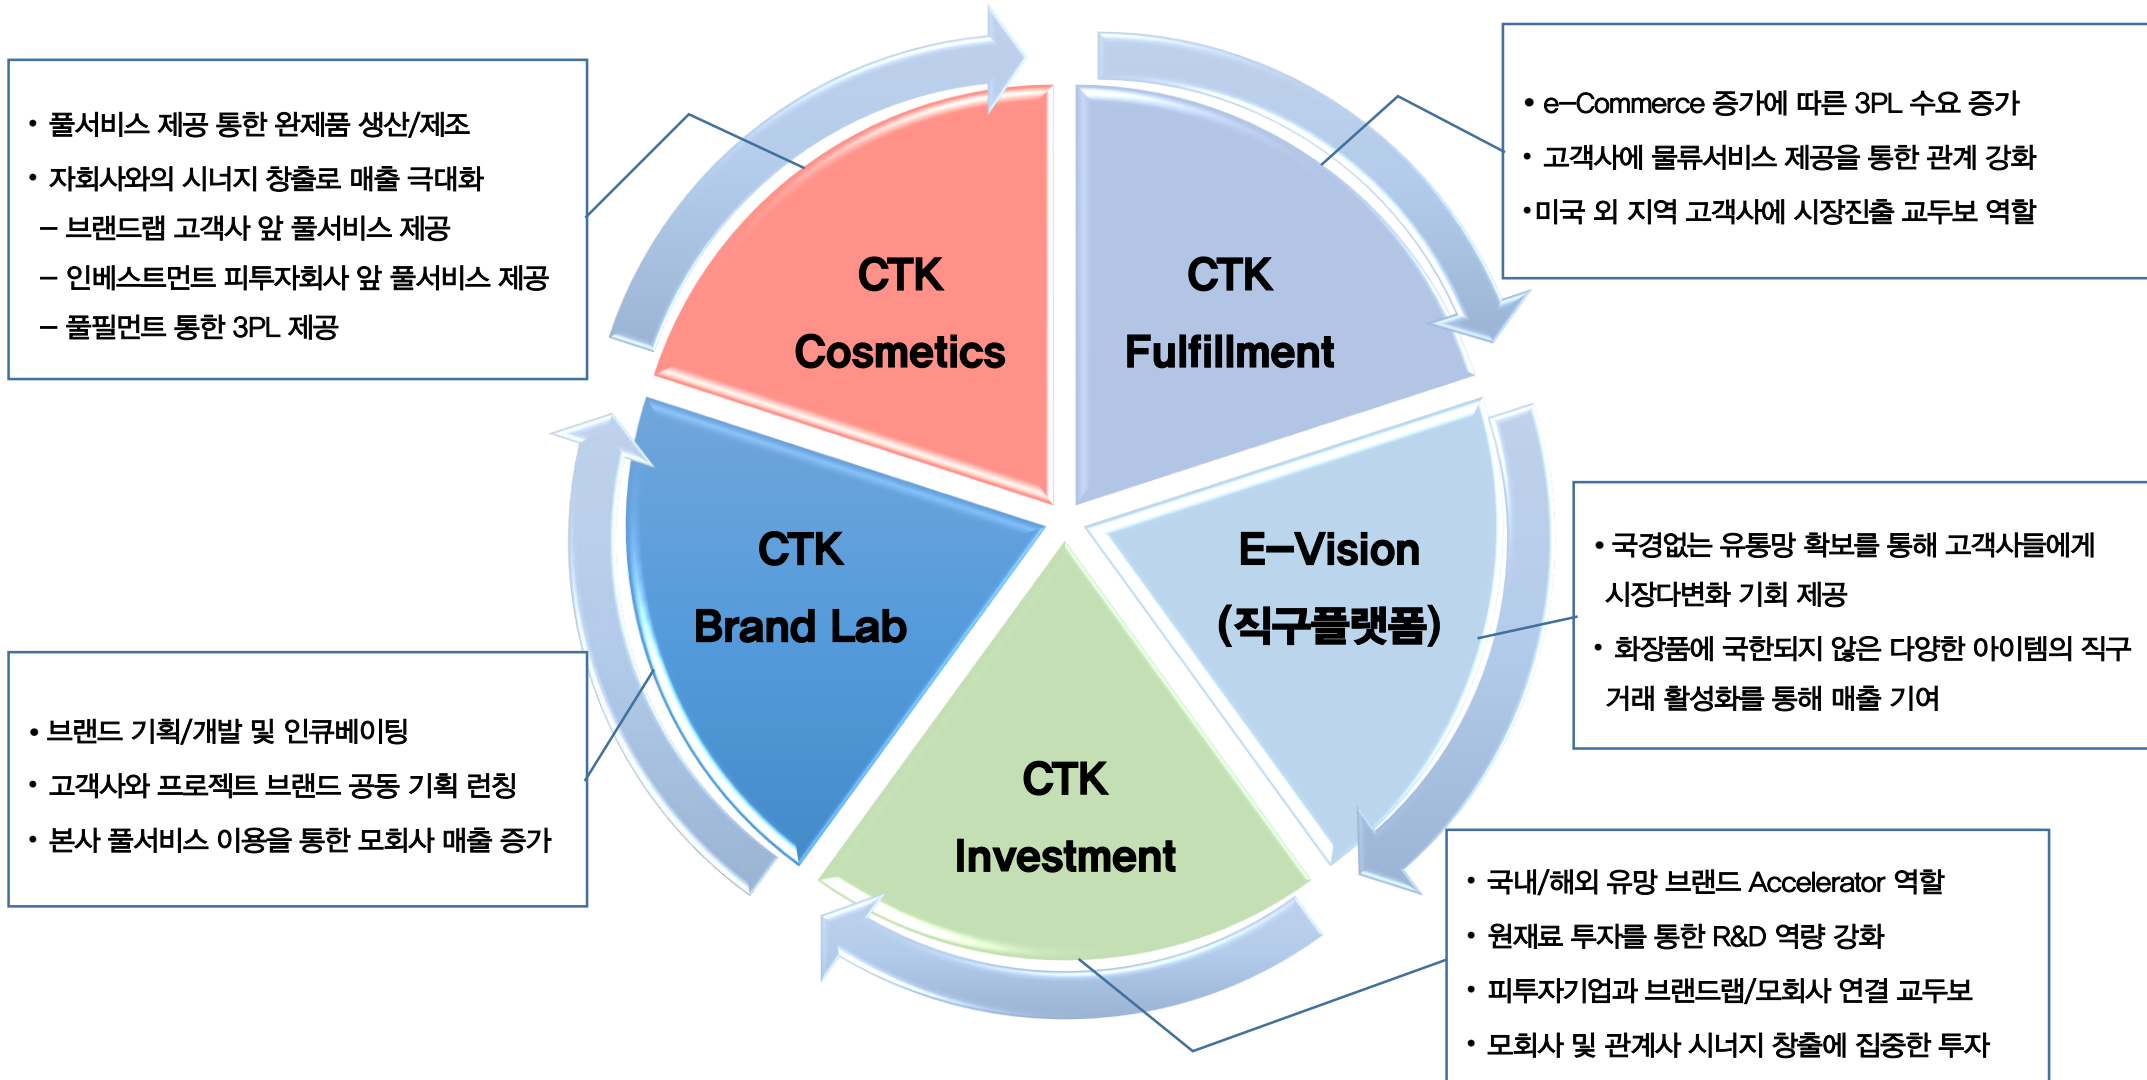 • 풀서비스 제공 통한 완제품 생산/제조
• 자회사와의 시너지 창출로 매출 극대화
– 브랜드랩 고객사 앞 풀서비스 제공
– 인베스트먼트 피투자회사 앞 풀서비스 제공
– 풀필먼트 통한 3PL 제공
CTK
Cosmetics
CTK
Fulfillment
• e-Commerce 증가에 따른 3PL 수요 증가
• 고객사에 물류서비스 제공을 통한 관계 강화
•미국 외 지역 고객사에 시장진출 교두보 역할
CTK
Brand Lab
E-Vision
(직구플랫폼)
• 국경없는 유통망 확보를 통해 고객사들에게
시장다변화 기회 제공
• 화장품에 국한되지 않은 다양한 아이템의 직구
거래 활성화를 통해 매출 기여
• 브랜드 기획/개발 및 인큐베이팅
• 고객사와 프로젝트 브랜드 공동 기획 런칭
• 본사 풀서비스 이용을 통한 모회사 매출 증가
CTK
Investment
• 국내/해외 유망 브랜드 Accelerator 역할
• 원재료 투자를 통한 R&D 역량 강화
• 피투자기업과 브랜드랩/모회사 연결 교두보
• 모회사 및 관계사 시너지 창출에 집중한 투자